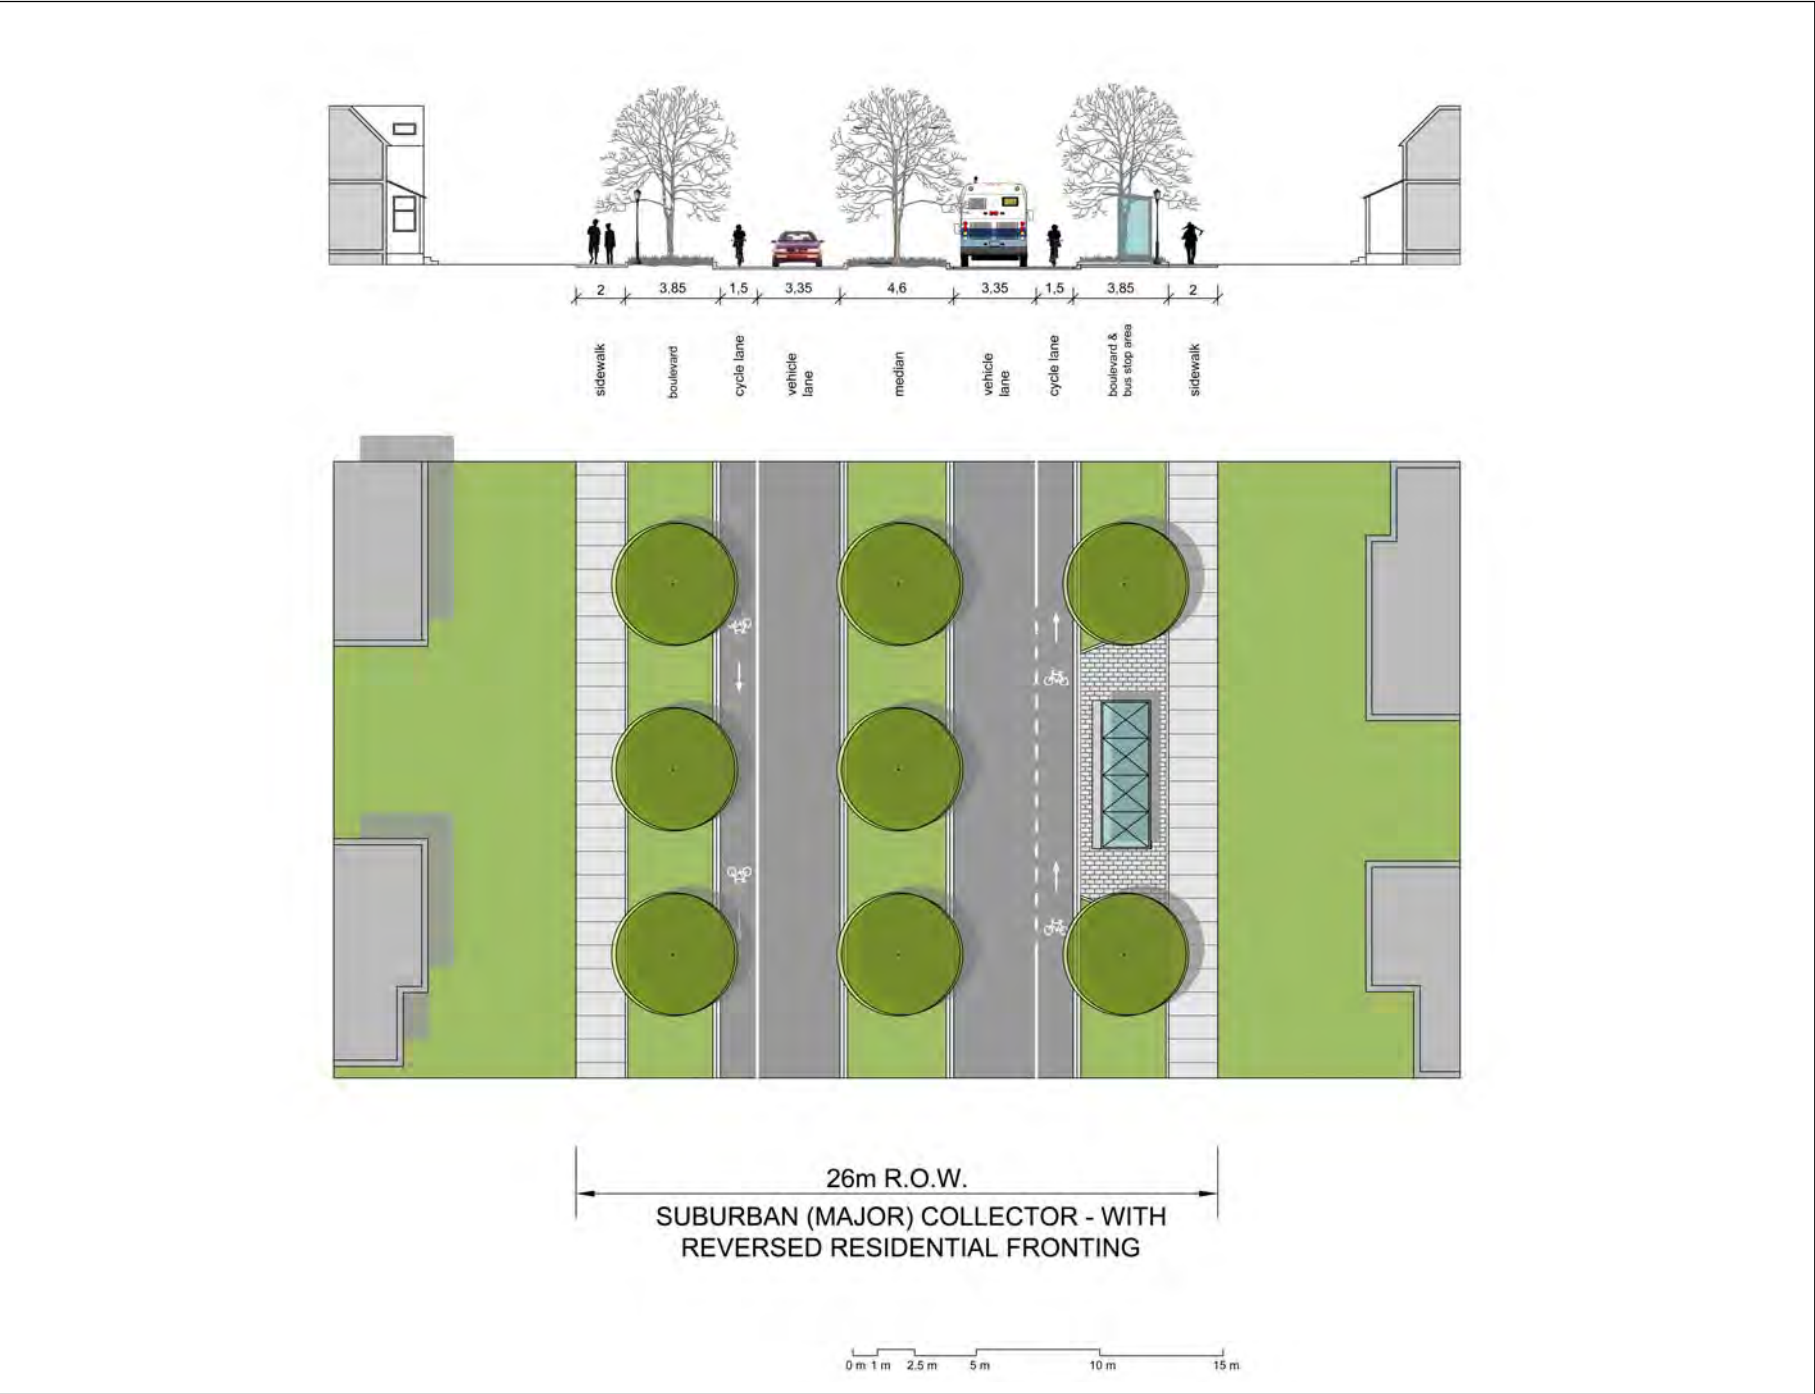 2 3,85 1,5 3,35 4,6 3,35 1,5 3,85 2
sidewalk
boulevard
cycle lane
vehicle
lane
median
vehicle
lane
cycle lane
boulevard &
bus stop area
sidewalk
26m R.O.W.
SUBURBAN (MAJOR) COLLECTOR - WITH
REVERSED RESIDENTIAL FRONTING
0 m 1 m 2.5 m 5 m 10 m 15 m